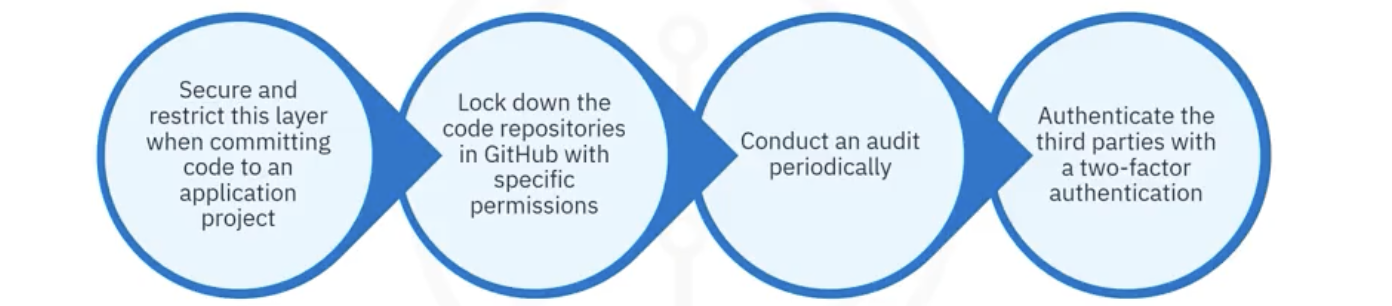 Secure and
restrict this layer
when committing
code to an
application
project
Lock down the
code repositories
in GitHub with
specific
permissions
Conduct an audit
periodically
Authenticate the
third parties with
a two-factor
authentication